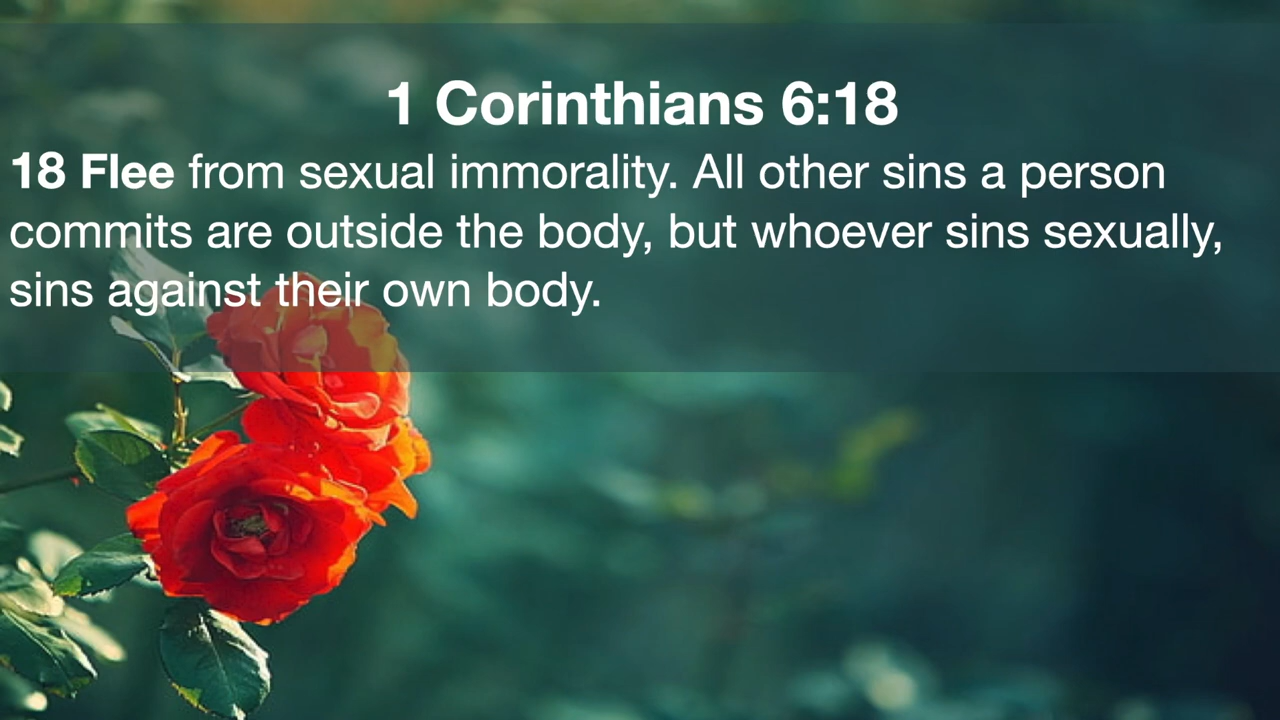 1 Corinthians 6:18
18 Flee from sexual immorality. All other sins a person
commits are outside the body, but whoever sins sexually,
sins against their own body.